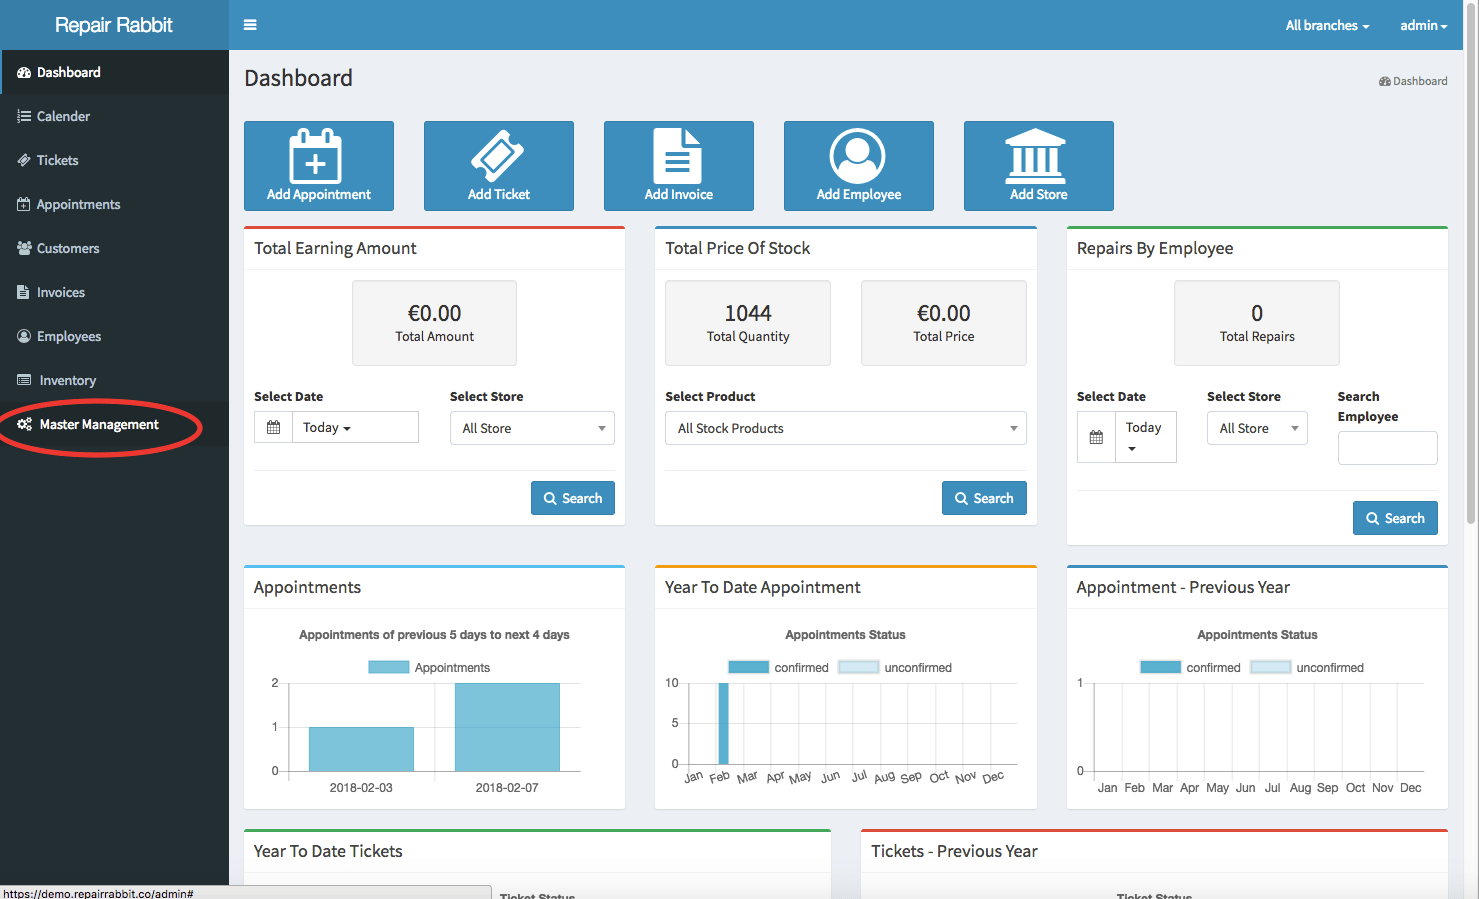 Repair Rabbit
All branches
admin
Dashboard
Calender
Tickets
Appointments
Customers
Invoices
Employees
Inventory
Master Management
Dashboard
Dashboard
Add Appointment
Add Ticket
Add Invoice
Add Employee
Add Store
Total Earning Amount
€0.00
Total Amount
Select Date
Select Store
Today
All Store
Search
Total Price Of Stock
1044
Total Quantity
€0.00
Total Price
Select Product
All Stock Products
Search
Repairs By Employee
0
Total Repairs
Select Date
Select Store
Search Employee
Today
All Store
Search
Appointments
Appointments of previous 5 days to next 4 days
Appointments
2
1
0
2018-02-03
2018-02-07
Year To Date Appointment
Appointments Status
confirmed
unconfirmed
10
5
0
Jan Feb Mar Apr May Jun Jul Aug Sep Oct Nov Dec
Appointment - Previous Year
Appointments Status
confirmed
unconfirmed
1
0
Jan Feb Mar Apr May Jun Jul Aug Sep Oct Nov Dec
Year To Date Tickets
Ticket Status
Tickets - Previous Year
Ticket Status
https://demo.repairrabbit.co/admin#